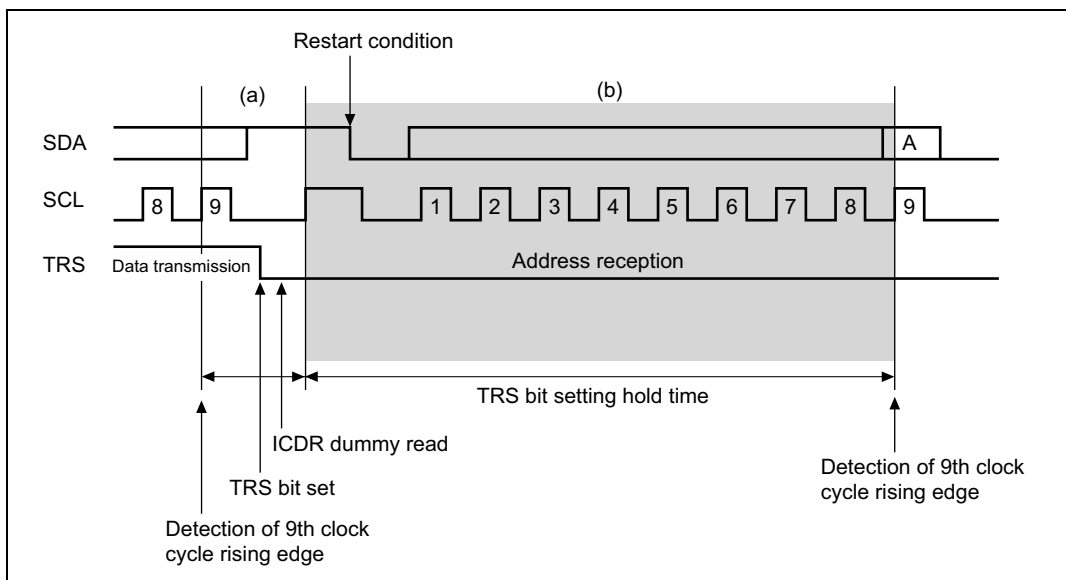 Restart condition
(a)
(b)
SDA
A
SCL
8
9
1
2
3
4
5
6
7
8
9
TRS
Data transmission
Address reception
TRS bit setting hold time
ICDR dummy read
TRS bit set
Detection of 9th clock
cycle rising edge
Detection of 9th clock
cycle rising edge